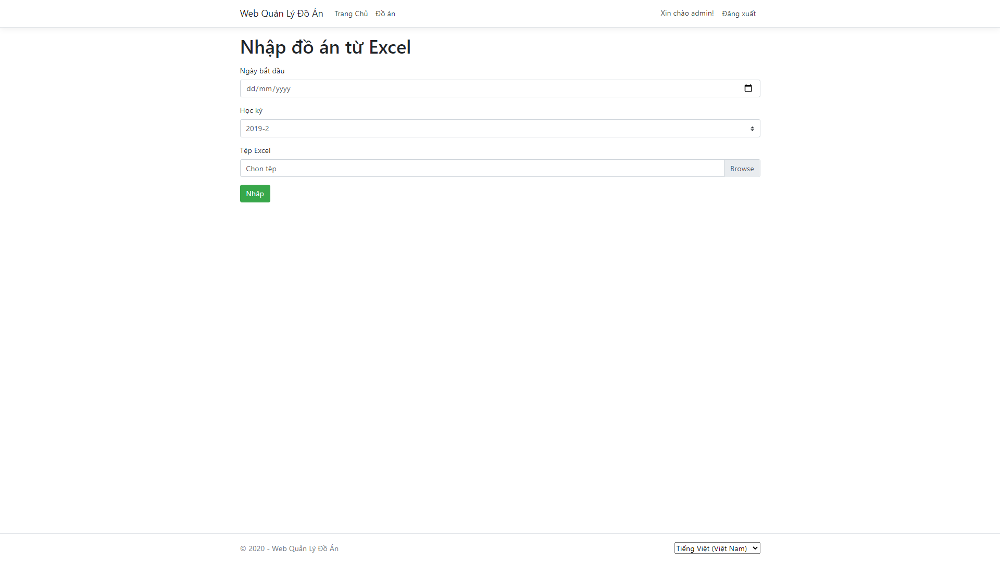 Web Quản Lý Đồ Án Trang Chủ Đồ án Xin chào admin! Đăng xuất
Nhập đồ án từ Excel
Ngày bắt đầu
dd/mm/yyyy
Học kỳ
2019-2
Tệp Excel
Chọn tệp Browse
Nhập
© 2020 - Web Quản Lý Đồ Án Tiếng Việt (Việt Nam)